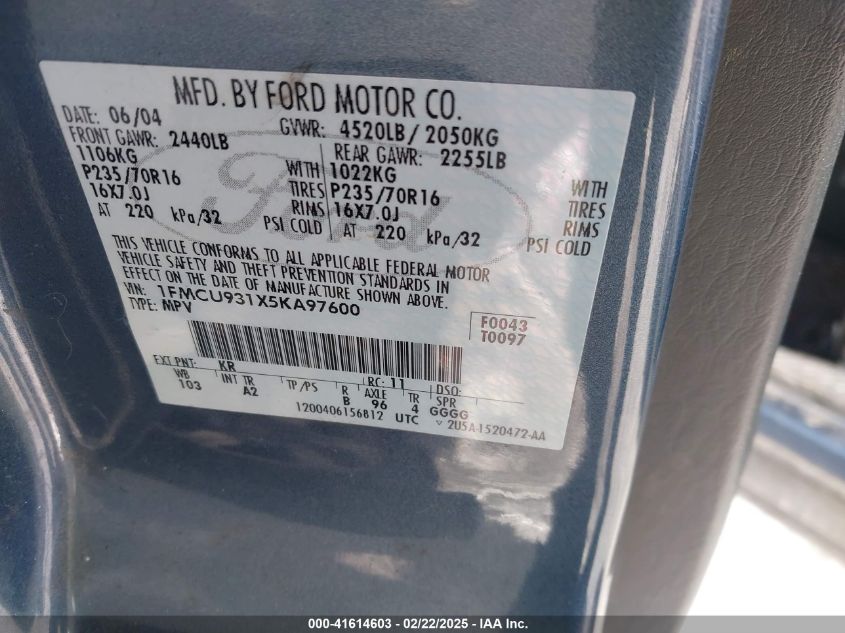 MFD. BY FORD MOTOR CO.
DATE: 06/04 GVWR: 4520LB/ 2050KG
FRONT GAWR: 2440LB REAR GAWR: 2255LB
1106KG WITH 1022KG WITH
P235/70R16 TIRES P235/70R16 TIRES
16X7.0J RIMS 16X7.0J RIMS
AT 220 kPa/32 PSI COLD AT 220 kPa/32 PSI COLD
Ford
THIS VEHICLE CONFORMS TO ALL APPLICABLE FEDERAL MOTOR
VEHICLE SAFETY AND THEFT PREVENTION STANDARDS IN
EFFECT ON THE DATE OF MANUFACTURE SHOWN ABOVE.
VIN: 1FMCU931X5KA97600
TYPE: MPV
F0043
T0097
EXT PNT: KR RC: 11 DSO:
WB INT TR TP/PS R AXLE TR SPR
103 A2 B 96 4 GGGG
1200406156812 UTC 2U5A-1520472-AA
000-41614603 - 02/22/2025 - IAAI.com